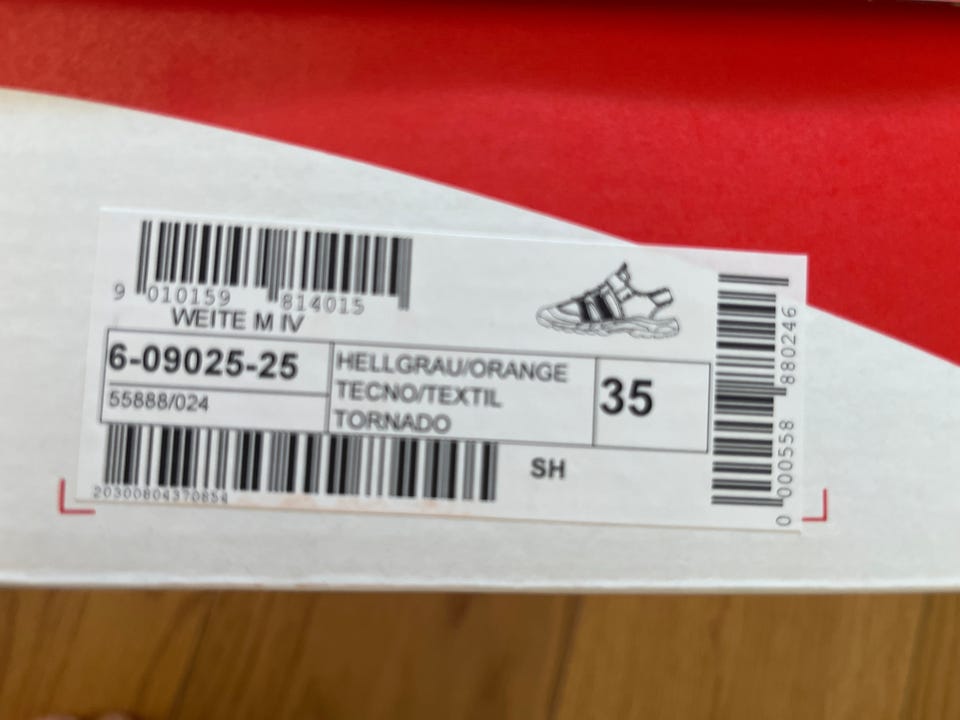 9 010159 814015
WEITE M IV
6-09025-25
55888/024
HELLGRAU/ORANGE
TECNO/TEXTIL
TORNADO
35
SH
20300804370854
0 000558 880246